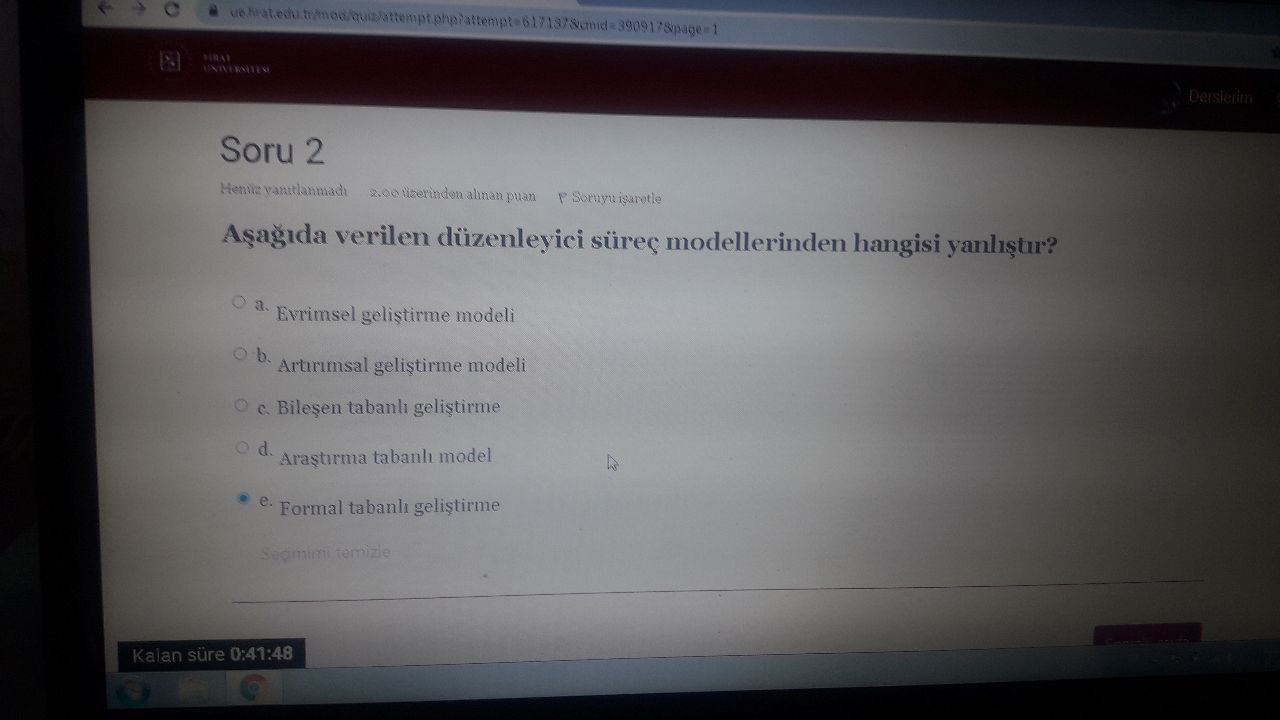 ue.firat.edu.tr/mod/quiz/attempt.php?attempt=617137&cmid=390917&page=1
FIRAT
ÜNİVERSİTESİ
Derslerim
Soru 2
Henüz yanıtlanmadı 2.00 üzerinden alınan puan Soruyu işaretle
Aşağıda verilen düzenleyici süreç modellerinden hangisi yanlıştır?
a. Evrimsel geliştirme modeli
b. Artırımsal geliştirme modeli
c. Bileşen tabanlı geliştirme
d. Araştırma tabanlı model
e. Formal tabanlı geliştirme
Seçimimi temizle
Kalan süre 0:41:48